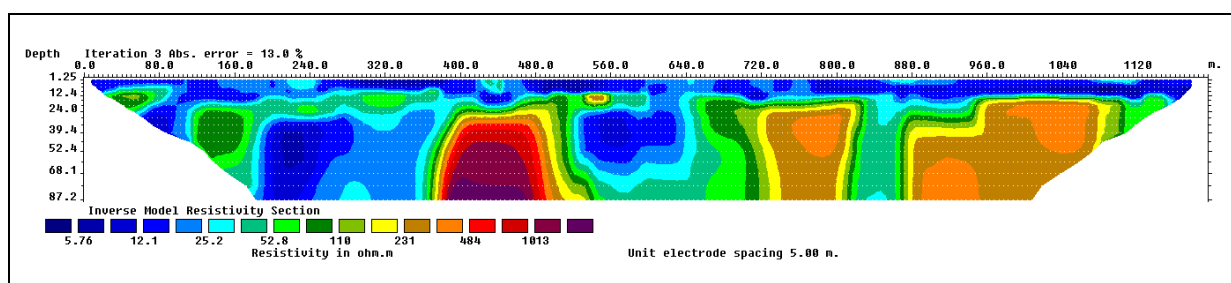 Depth Iteration 3 Abs. error = 13.0 %
0.0 80.0 160.0 240.0 320.0 400.0 480.0 560.0 640.0 720.0 800.0 880.0 960.0 1040 1120 m.
1.25
12.4
24.0
39.4
52.4
68.1
87.2
Inverse Model Resistivity Section
5.76 12.1 25.2 52.8 110 231 484 1013
Resistivity in ohm.m Unit electrode spacing 5.00 m.